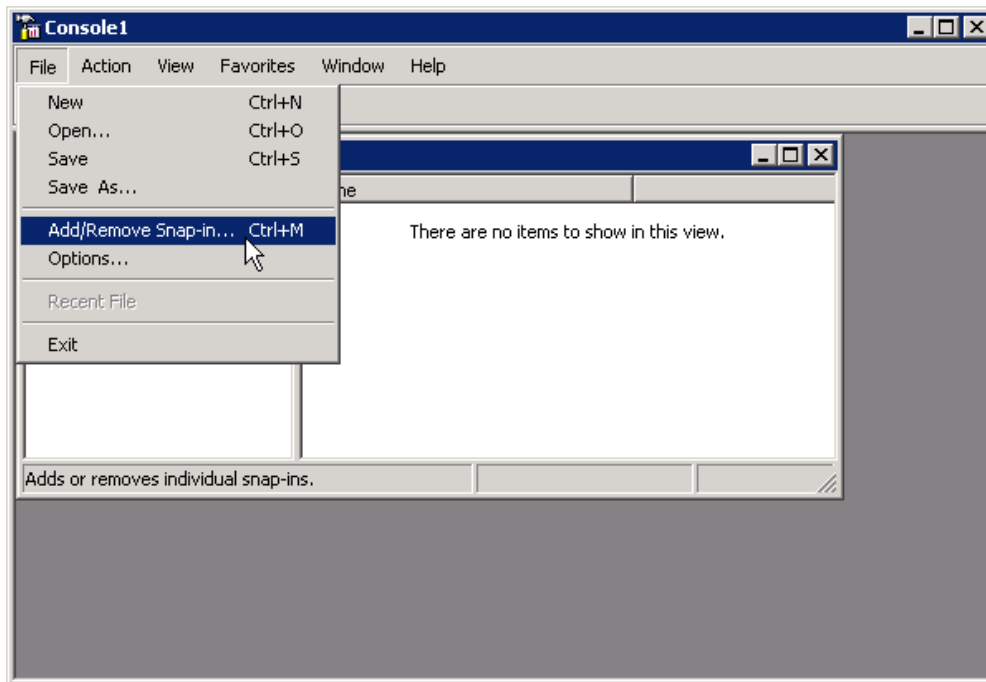 Console1
File Action View Favorites Window Help
New Ctrl+N
Open... Ctrl+O
Save Ctrl+S
Save As...
Add/Remove Snap-in... Ctrl+M
There are no items to show in this view.
Options...
Recent File
Exit
Adds or removes individual snap-ins.